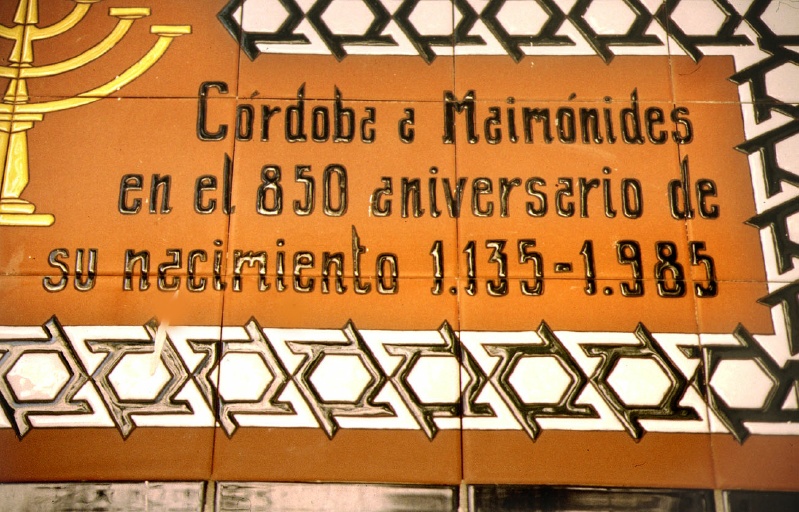 Córdoba a Maimónides
en el 850 aniversario de
su nacimiento 1.135-1.985